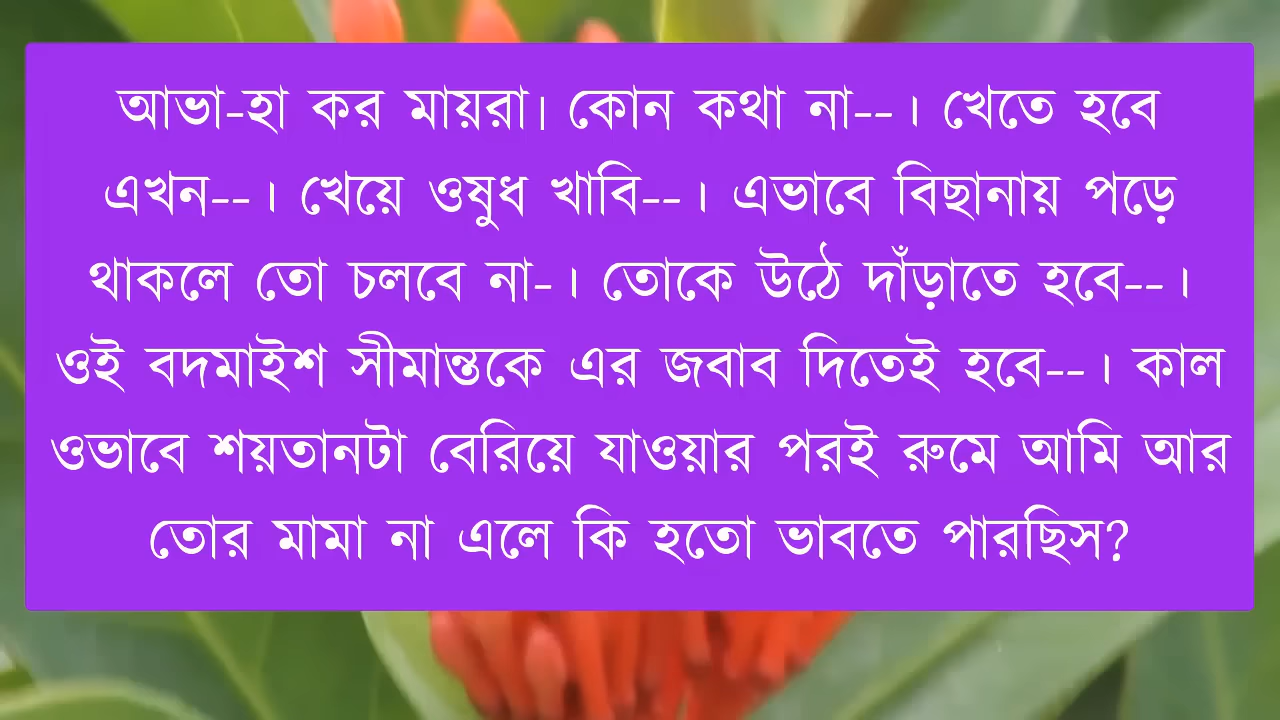 আভা-হা কর মায়রা। কোন কথা না--। খেতে হবে
এখন--। খেয়ে ওষুধ খাবি--। এভাবে বিছানায় পড়ে
থাকলে তো চলবে না-। তোকে উঠে দাঁড়াতে হবে--।
ওই বদমাইশ সীমান্তকে এর জবাব দিতেই হবে--। কাল
ওভাবে শয়তানটা বেরিয়ে যাওয়ার পরই রুমে আমি আর
তোর মামা না এলে কি হতো ভাবতে পারছিস?